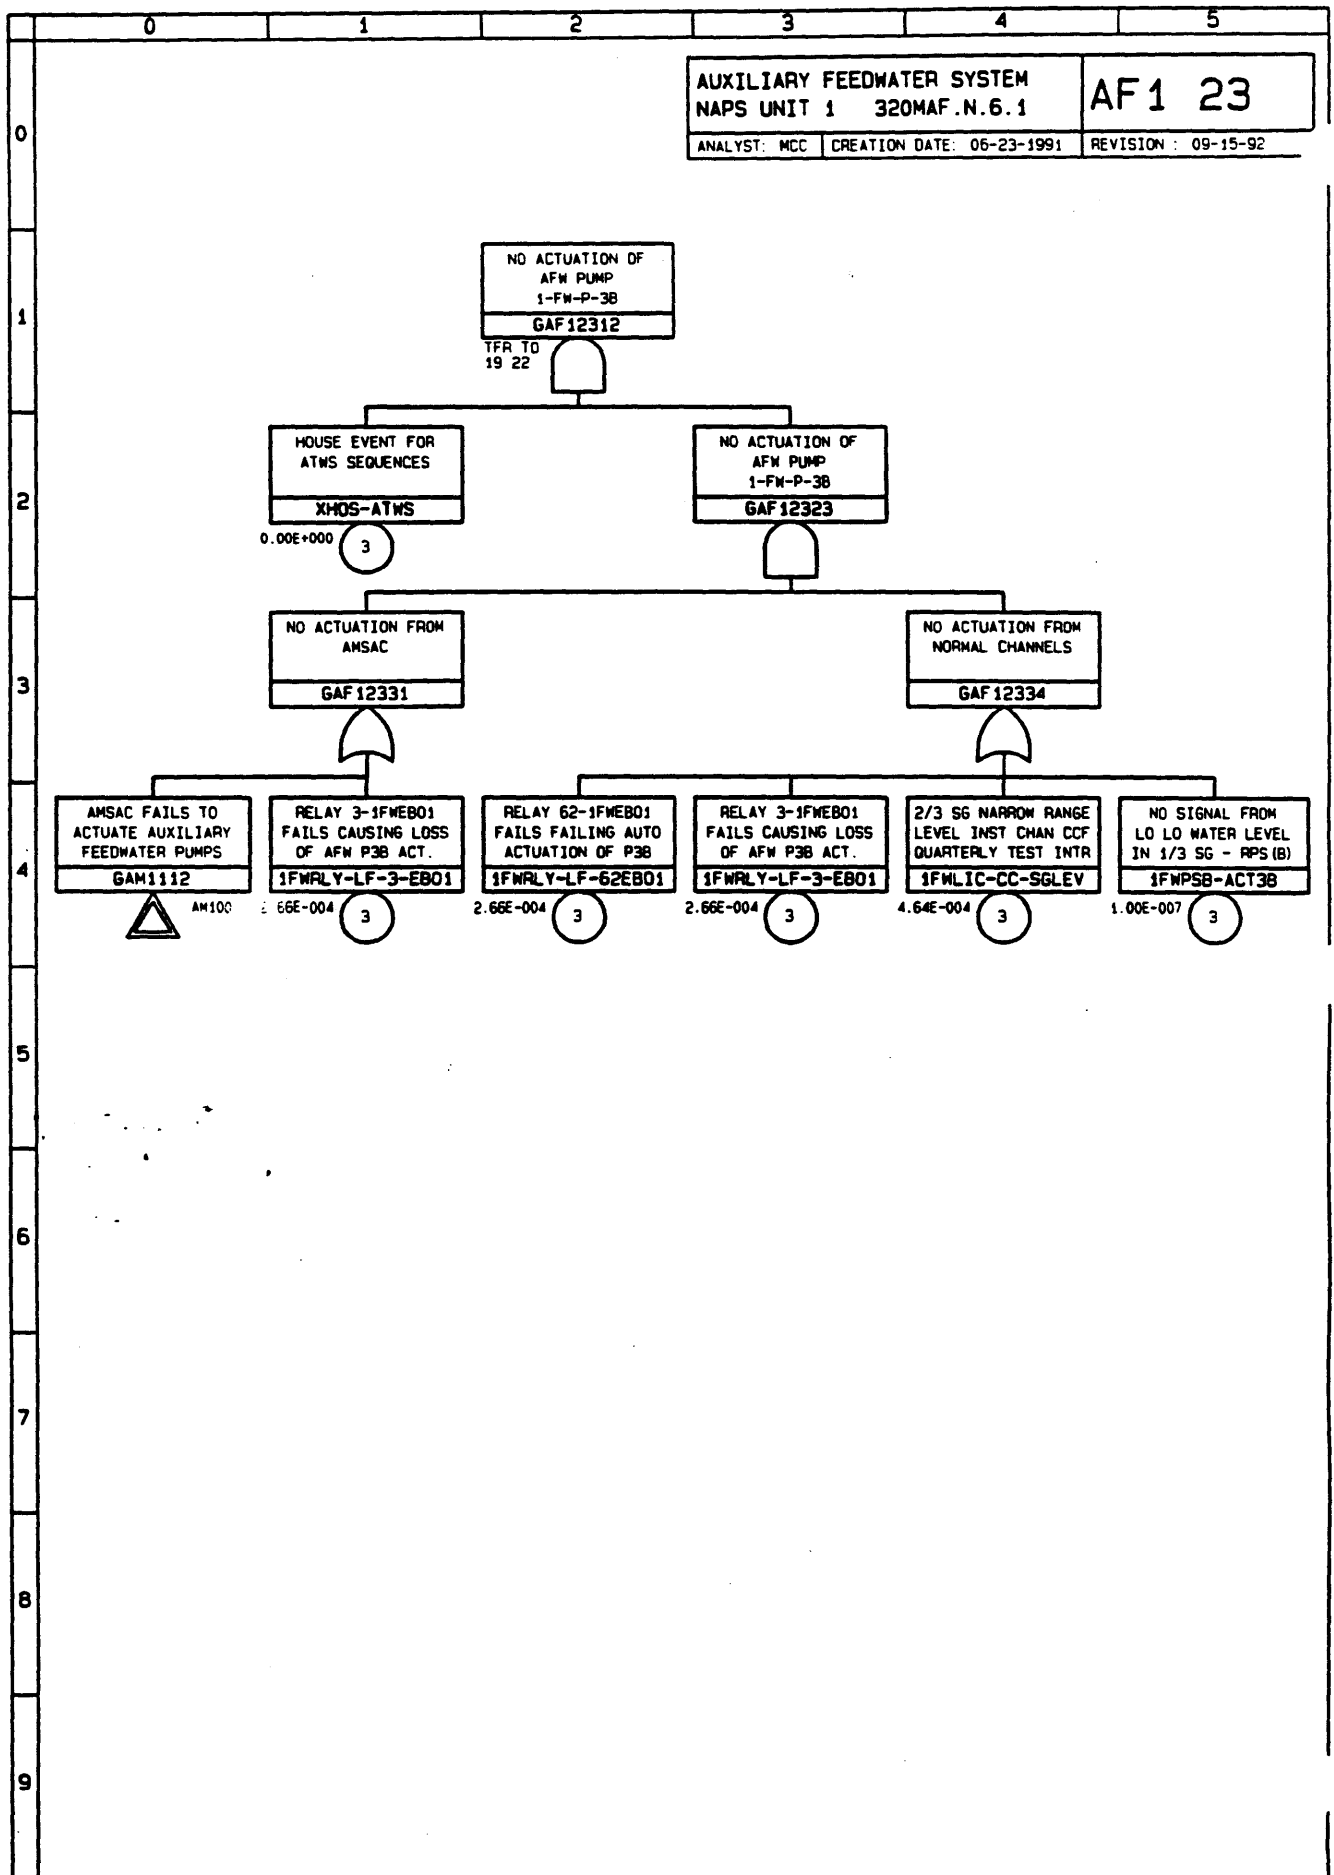 0 1 2 3 4 5
AUXILIARY FEEDWATER SYSTEM
NAPS UNIT 1 320MAF.N.6.1
AF1 23
ANALYST: MCC CREATION DATE: 06-23-1991 REVISION : 09-15-92
0
NO ACTUATION OF
AFW PUMP
1-FW-P-3B
GAF12312
TFR TO
19 22
1
HOUSE EVENT FOR
ATWS SEQUENCES
XHOS-ATWS
0.00E+000
3
NO ACTUATION OF
AFW PUMP
1-FW-P-3B
GAF12323
2
NO ACTUATION FROM
AMSAC
GAF12331
NO ACTUATION FROM
NORMAL CHANNELS
GAF12334
3
AMSAC FAILS TO
ACTUATE AUXILIARY
FEEDWATER PUMPS
GAM1112
AM100
RELAY 3-1FWEB01
FAILS CAUSING LOSS
OF AFW P3B ACT.
1FWRLY-LF-3-EB01
66E-004
3
RELAY 62-1FWEB01
FAILS FAILING AUTO
ACTUATION OF P3B
1FWRLY-LF-62EB01
2.66E-004
3
RELAY 3-1FWEB01
FAILS CAUSING LOSS
OF AFW P3B ACT.
1FWRLY-LF-3-EB01
2.66E-004
3
2/3 SG NARROW RANGE
LEVEL INST CHAN CCF
QUARTERLY TEST INTR
1FWLIC-CC-SGLEV
4.64E-004
3
NO SIGNAL FROM
LO LO WATER LEVEL
IN 1/3 SG - RPS(B)
1FWPSB-ACT3B
1.00E-007
3
4
5
6
7
8
9